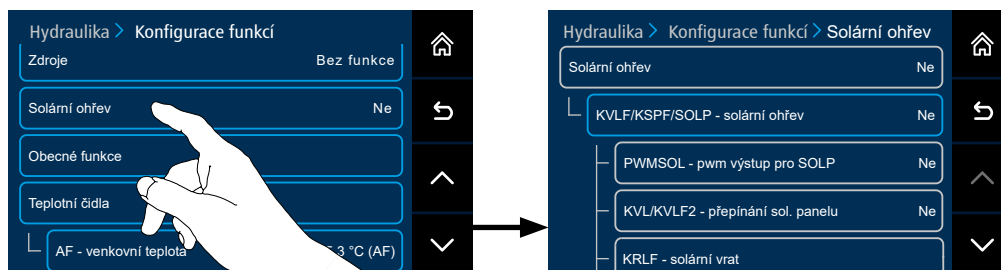 Hydraulika > Konfigurace funkcí
Zdroje Bez funkce
Solární ohřev Ne
Obecné funkce
Teplotní čidla
AF - venkovní teplota 3 °C (AF)
Hydraulika > Konfigurace funkcí > Solární ohřev
Solární ohřev Ne
KVLF/KSPF/SOLP - solární ohřev Ne
PWMSOL - pwm výstup pro SOLP Ne
KVL/KVLF2 - přepínání sol. panelu Ne
KRLF - solární vrat